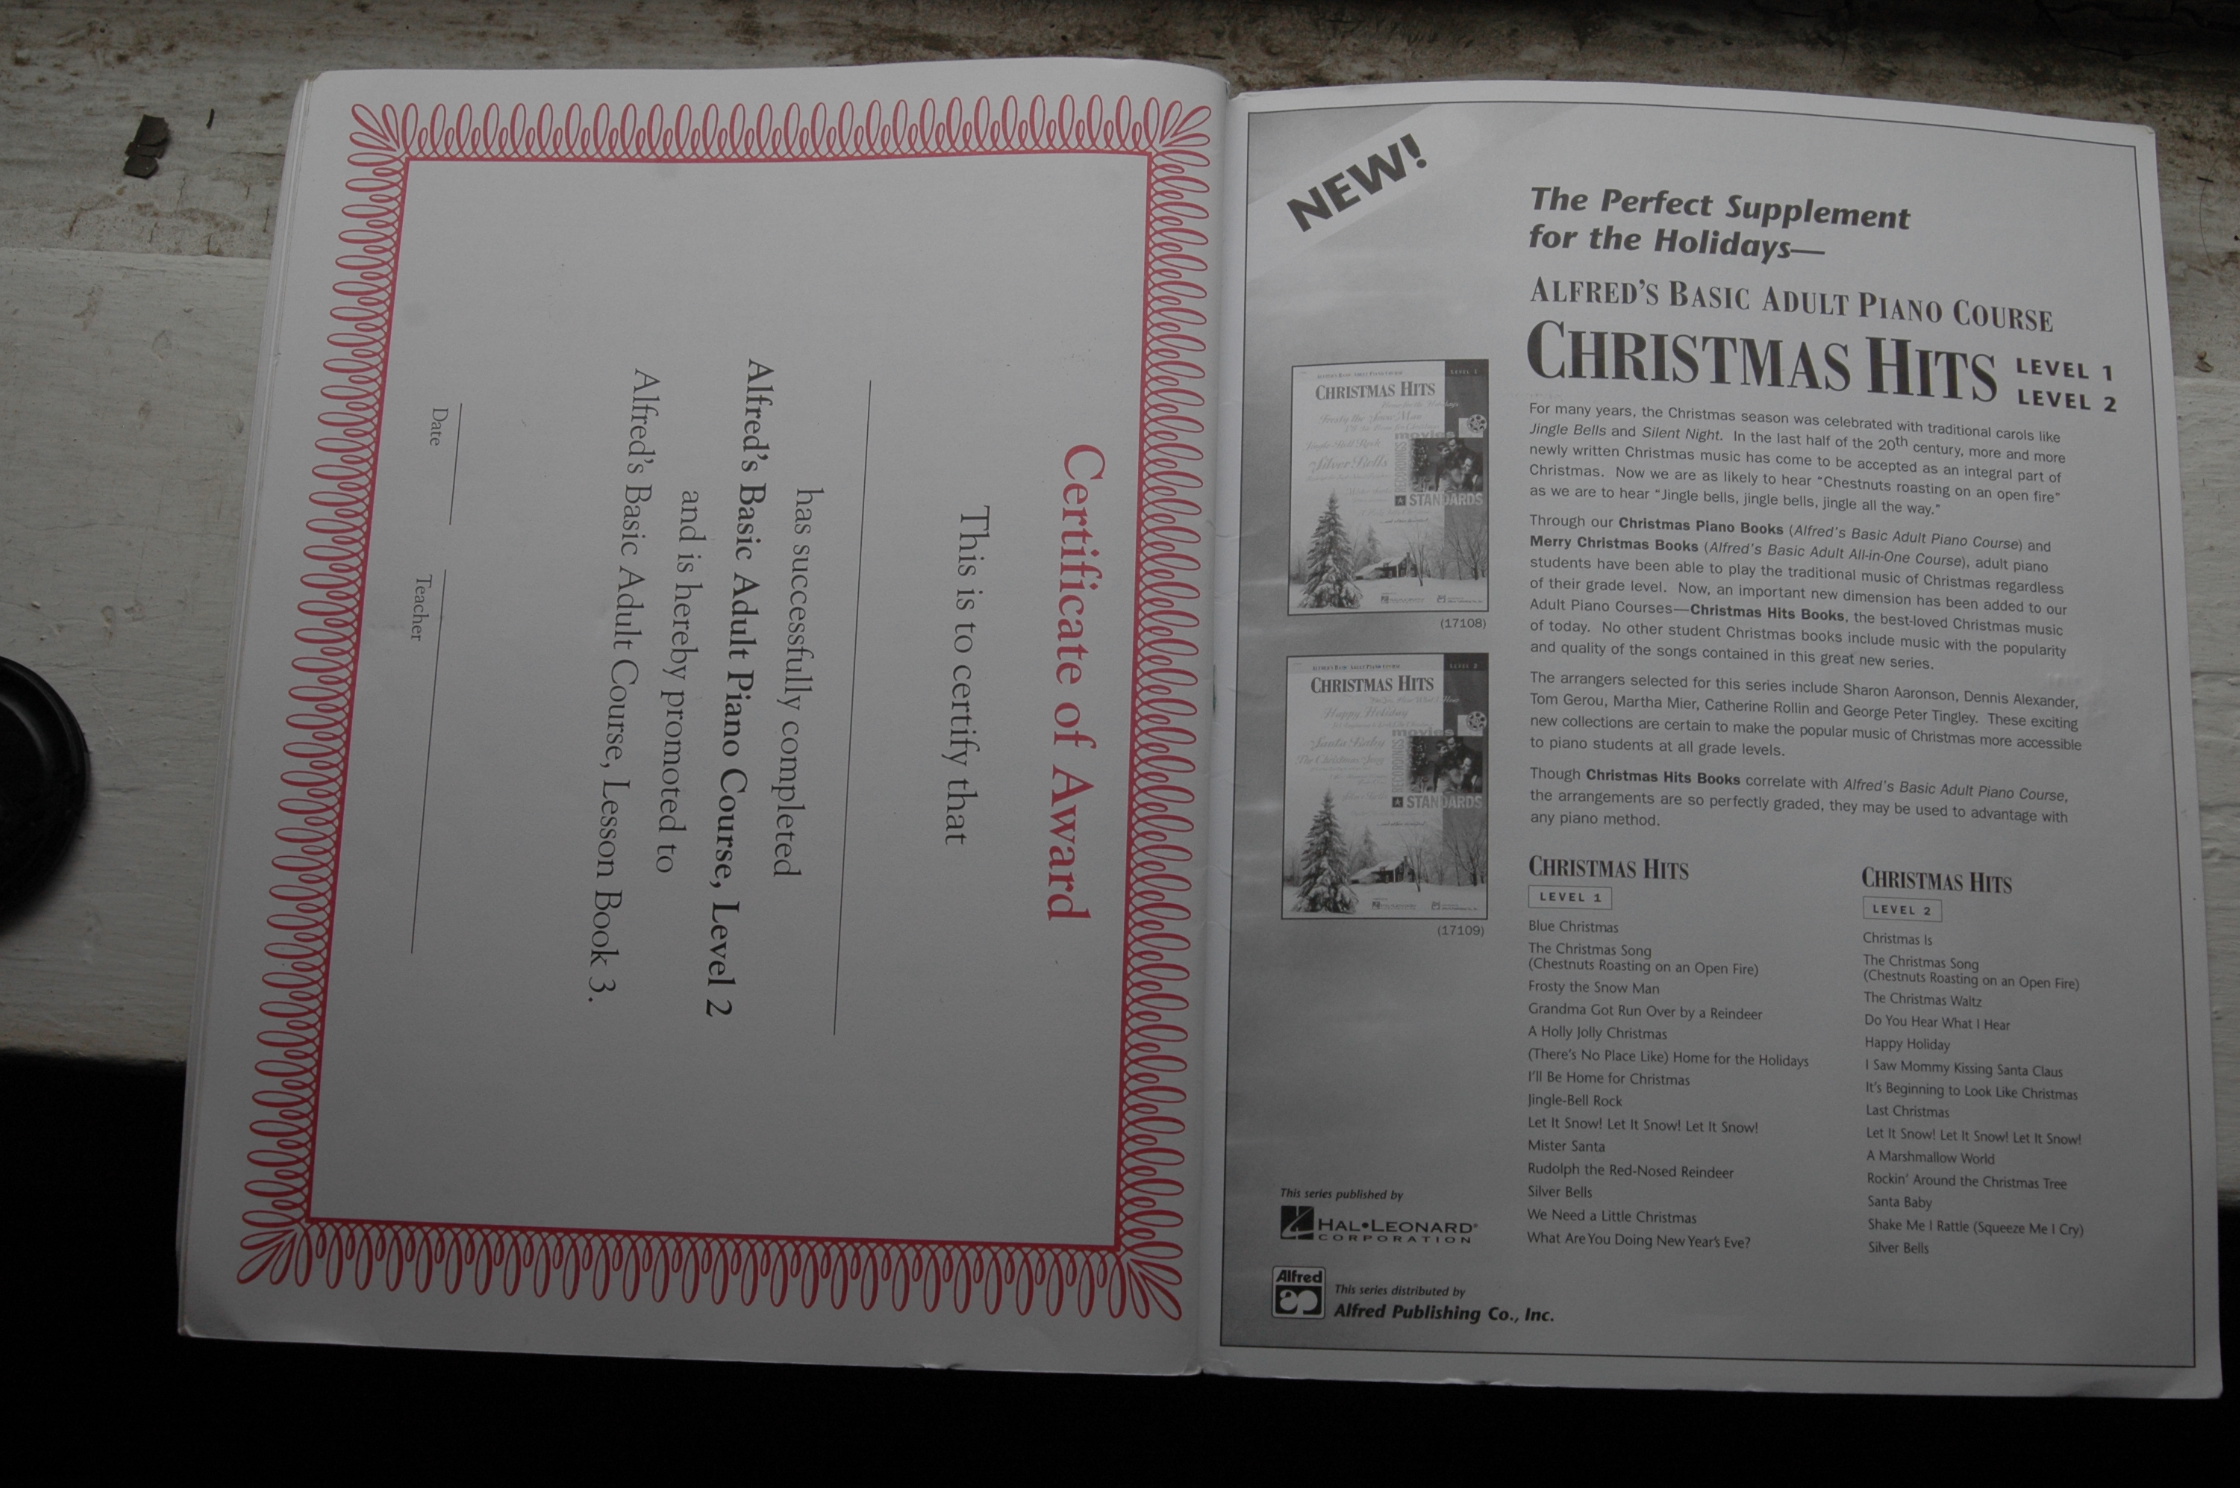 Certificate of Award
This is to certify that
has successfully completed
Alfred's Basic Adult Piano Course, Level 2
and is hereby promoted to
Alfred's Basic Adult Course, Lesson Book 3.
Date
Teacher
NEW!
The Perfect Supplement
for the Holidays—
ALFRED'S BASIC ADULT PIANO COURSE
CHRISTMAS HITS
LEVEL 1
LEVEL 2
For many years, the Christmas season was celebrated with traditional carols like
Jingle Bells and Silent Night. In the last half of the 20th century, more and more
newly written Christmas music has come to be accepted as an integral part of
Christmas. Now we are as likely to hear "Chestnuts roasting on an open fire"
as we are to hear "Jingle bells, jingle bells, jingle all the way."
Through our Christmas Piano Books (Alfred's Basic Adult Piano Course) and
Merry Christmas Books (Alfred's Basic Adult All-in-One Course), adult piano
students have been able to play the traditional music of Christmas regardless
of their grade level. Now, an important new dimension has been added to our
Adult Piano Courses—Christmas Hits Books, the best-loved Christmas music
of today. No other student Christmas books include music with the popularity
and quality of the songs contained in this great new series.
The arrangers selected for this series include Sharon Aaronson, Dennis Alexander,
Tom Gerou, Martha Mier, Catherine Rollin and George Peter Tingley. These exciting
new collections are certain to make the popular music of Christmas more accessible
to piano students at all grade levels.
Though Christmas Hits Books correlate with Alfred's Basic Adult Piano Course,
the arrangements are so perfectly graded, they may be used to advantage with
any piano method.
CHRISTMAS HITS
LEVEL 1
Blue Christmas
The Christmas Song
(Chestnuts Roasting on an Open Fire)
Frosty the Snow Man
Grandma Got Run Over by a Reindeer
A Holly Jolly Christmas
(There's No Place Like) Home for the Holidays
I'll Be Home for Christmas
Jingle-Bell Rock
Let It Snow! Let It Snow! Let It Snow!
Mister Santa
Rudolph the Red-Nosed Reindeer
Silver Bells
We Need a Little Christmas
What Are You Doing New Year's Eve?
CHRISTMAS HITS
LEVEL 2
Christmas Is
The Christmas Song
(Chestnuts Roasting on an Open Fire)
The Christmas Waltz
Do You Hear What I Hear
Happy Holiday
I Saw Mommy Kissing Santa Claus
It's Beginning to Look Like Christmas
Last Christmas
Let It Snow! Let It Snow! Let It Snow!
A Marshmallow World
Rockin' Around the Christmas Tree
Santa Baby
Shake Me I Rattle (Squeeze Me I Cry)
Silver Bells
LEVEL 1
CHRISTMAS HITS
Frosty the Snow Man
Jingle Bell Rock
Silver Bells
movies
STANDARDS
(17108)
LEVEL 2
CHRISTMAS HITS
Happy Holiday
Santa Baby
The Christmas Song
movies
STANDARDS
(17109)
This series published by
HAL•LEONARD®
CORPORATION
Alfred
This series distributed by
Alfred Publishing Co., Inc.